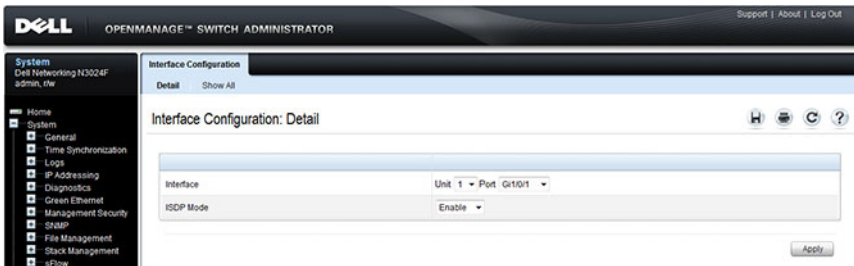 Support | About | Log Out
DELL OPENMANAGE™ SWITCH ADMINISTRATOR
System
Dell Networking N3024F
admin, r/w
Home
System
General
Time Synchronization
Logs
IP Addressing
Diagnostics
Green Ethernet
Management Security
SNMP
File Management
Stack Management
sFlow
Interface Configuration
Detail Show All
Interface Configuration: Detail
?
Interface Unit 1 Port Gi1/0/1
ISDP Mode Enable
Apply